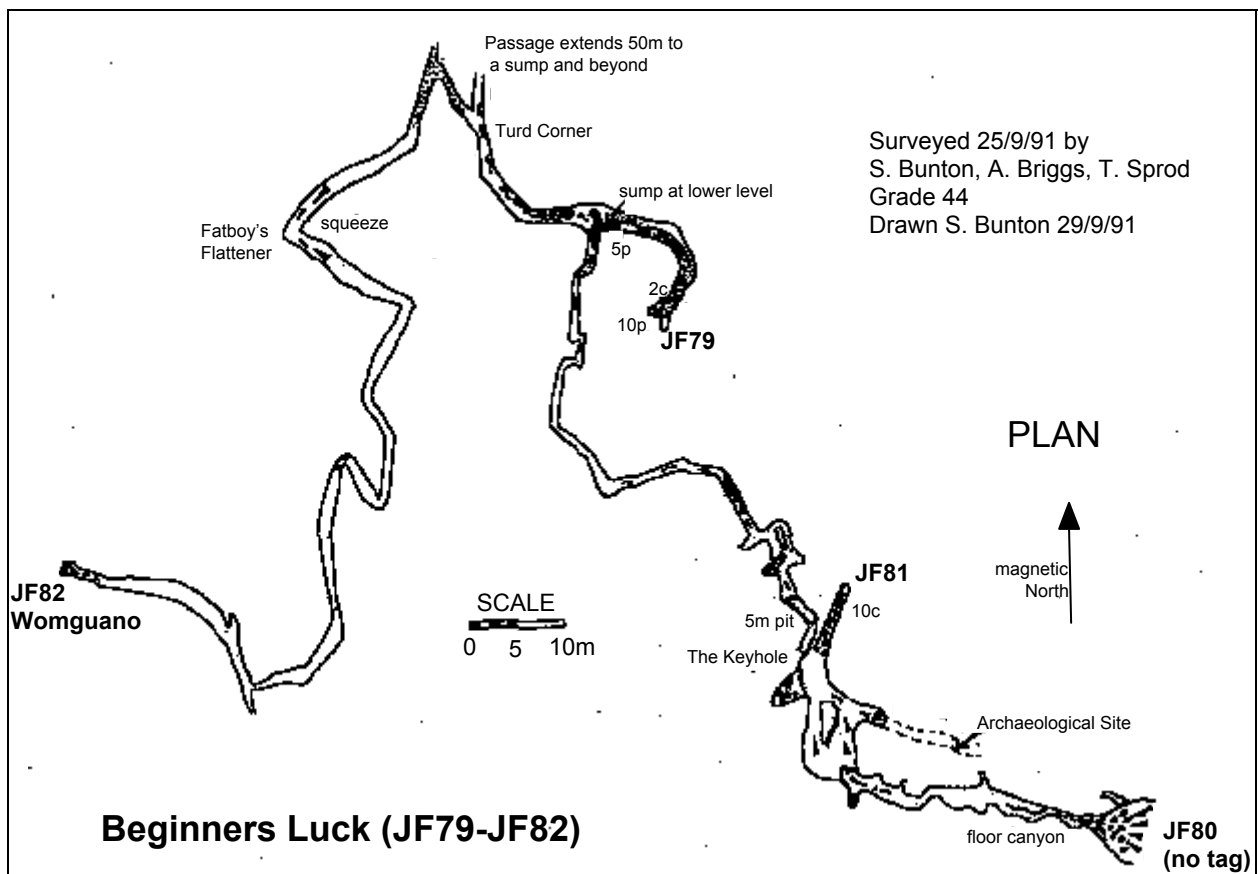 Passage extends 50m to
a sump and beyond
Turd Corner
Surveyed 25/9/91 by
S. Bunton, A. Briggs, T. Sprod
Grade 44
Drawn S. Bunton 29/9/91
sump at lower level
squeeze
Fatboy's
Flattener
5p
2c
10p
JF79
PLAN
magnetic
North
JF82
Womguano
SCALE
0 5 10m
JF81
10c
5m pit
The Keyhole
Archaeological Site
floor canyon
JF80
(no tag)
Beginners Luck (JF79-JF82)